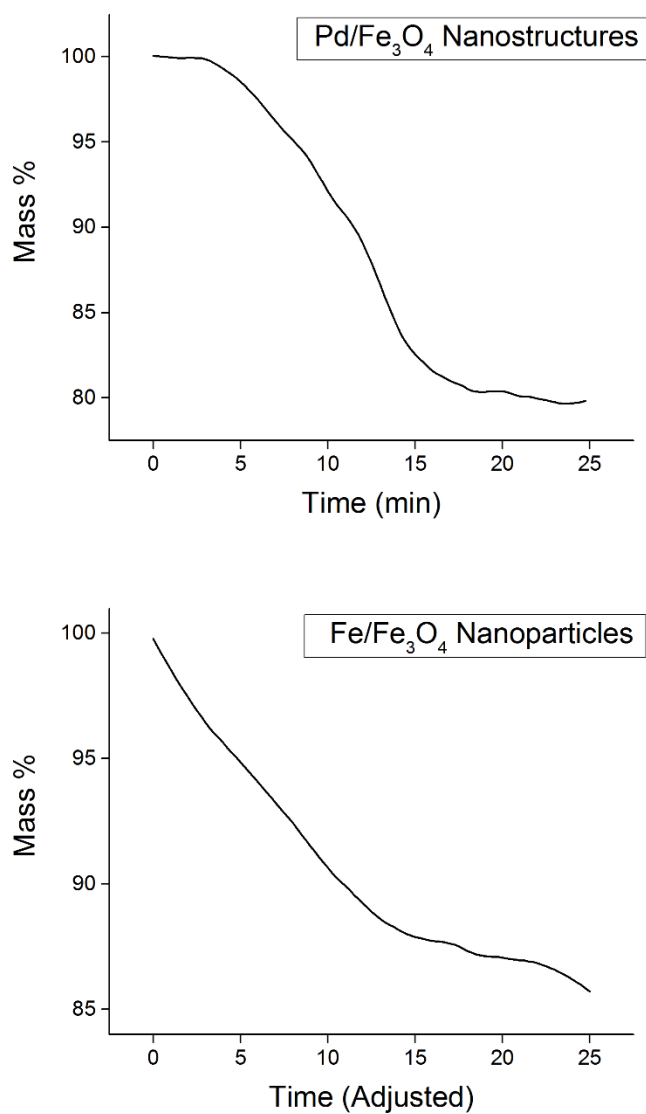 Pd/Fe₃O₄ Nanostructures
100
95
90
85
80
Mass %
0 5 10 15 20 25
Time (min)
Fe/Fe₃O₄ Nanoparticles
100
95
90
85
Mass %
0 5 10 15 20 25
Time (Adjusted)